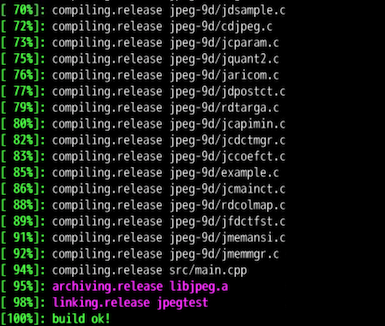 [ 70%]: compiling.release jpeg-9d/jdsample.c
[ 72%]: compiling.release jpeg-9d/cdjpeg.c
[ 73%]: compiling.release jpeg-9d/jcparam.c
[ 75%]: compiling.release jpeg-9d/jquant2.c
[ 76%]: compiling.release jpeg-9d/jaricom.c
[ 77%]: compiling.release jpeg-9d/jdpostct.c
[ 79%]: compiling.release jpeg-9d/rdtarga.c
[ 80%]: compiling.release jpeg-9d/jcapimin.c
[ 82%]: compiling.release jpeg-9d/jcdctmgr.c
[ 83%]: compiling.release jpeg-9d/jccoefct.c
[ 85%]: compiling.release jpeg-9d/example.c
[ 86%]: compiling.release jpeg-9d/jcmainct.c
[ 88%]: compiling.release jpeg-9d/rdcolmap.c
[ 89%]: compiling.release jpeg-9d/jfdctfst.c
[ 91%]: compiling.release jpeg-9d/jmemansi.c
[ 92%]: compiling.release jpeg-9d/jmemmgr.c
[ 94%]: compiling.release src/main.cpp
[ 95%]: archiving.release libjpeg.a
[ 98%]: linking.release jpegtest
[100%]: build ok!